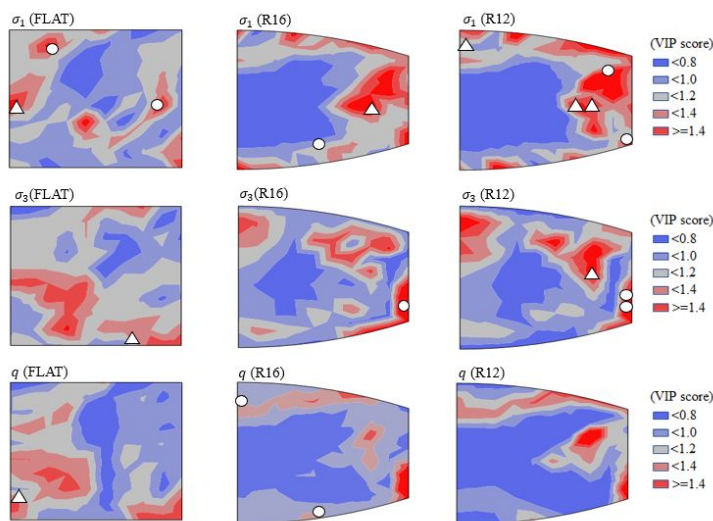 σ1 (FLAT)
σ1 (R16)
σ1 (R12)
(VIP score)
<0.8
<1.0
<1.2
<1.4
>=1.4
σ3(FLAT)
σ3 (R16)
σ3 (R12)
(VIP score)
<0.8
<1.0
<1.2
<1.4
>=1.4
q (FLAT)
q (R16)
q (R12)
(VIP score)
<0.8
<1.0
<1.2
<1.4
>=1.4